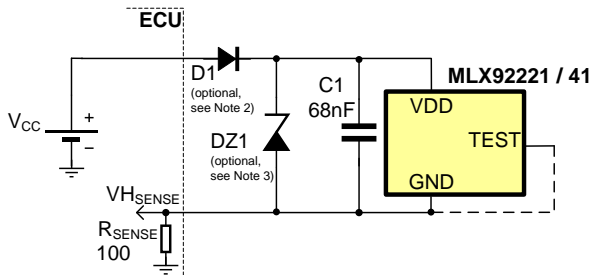 ECU
D1
(optional,
see Note 2)
C1
68nF
MLX92221 / 41
VDD
TEST
GND
VCC
+
–
DZ1
(optional,
see Note 3)
VHSENSE
RSENSE
100